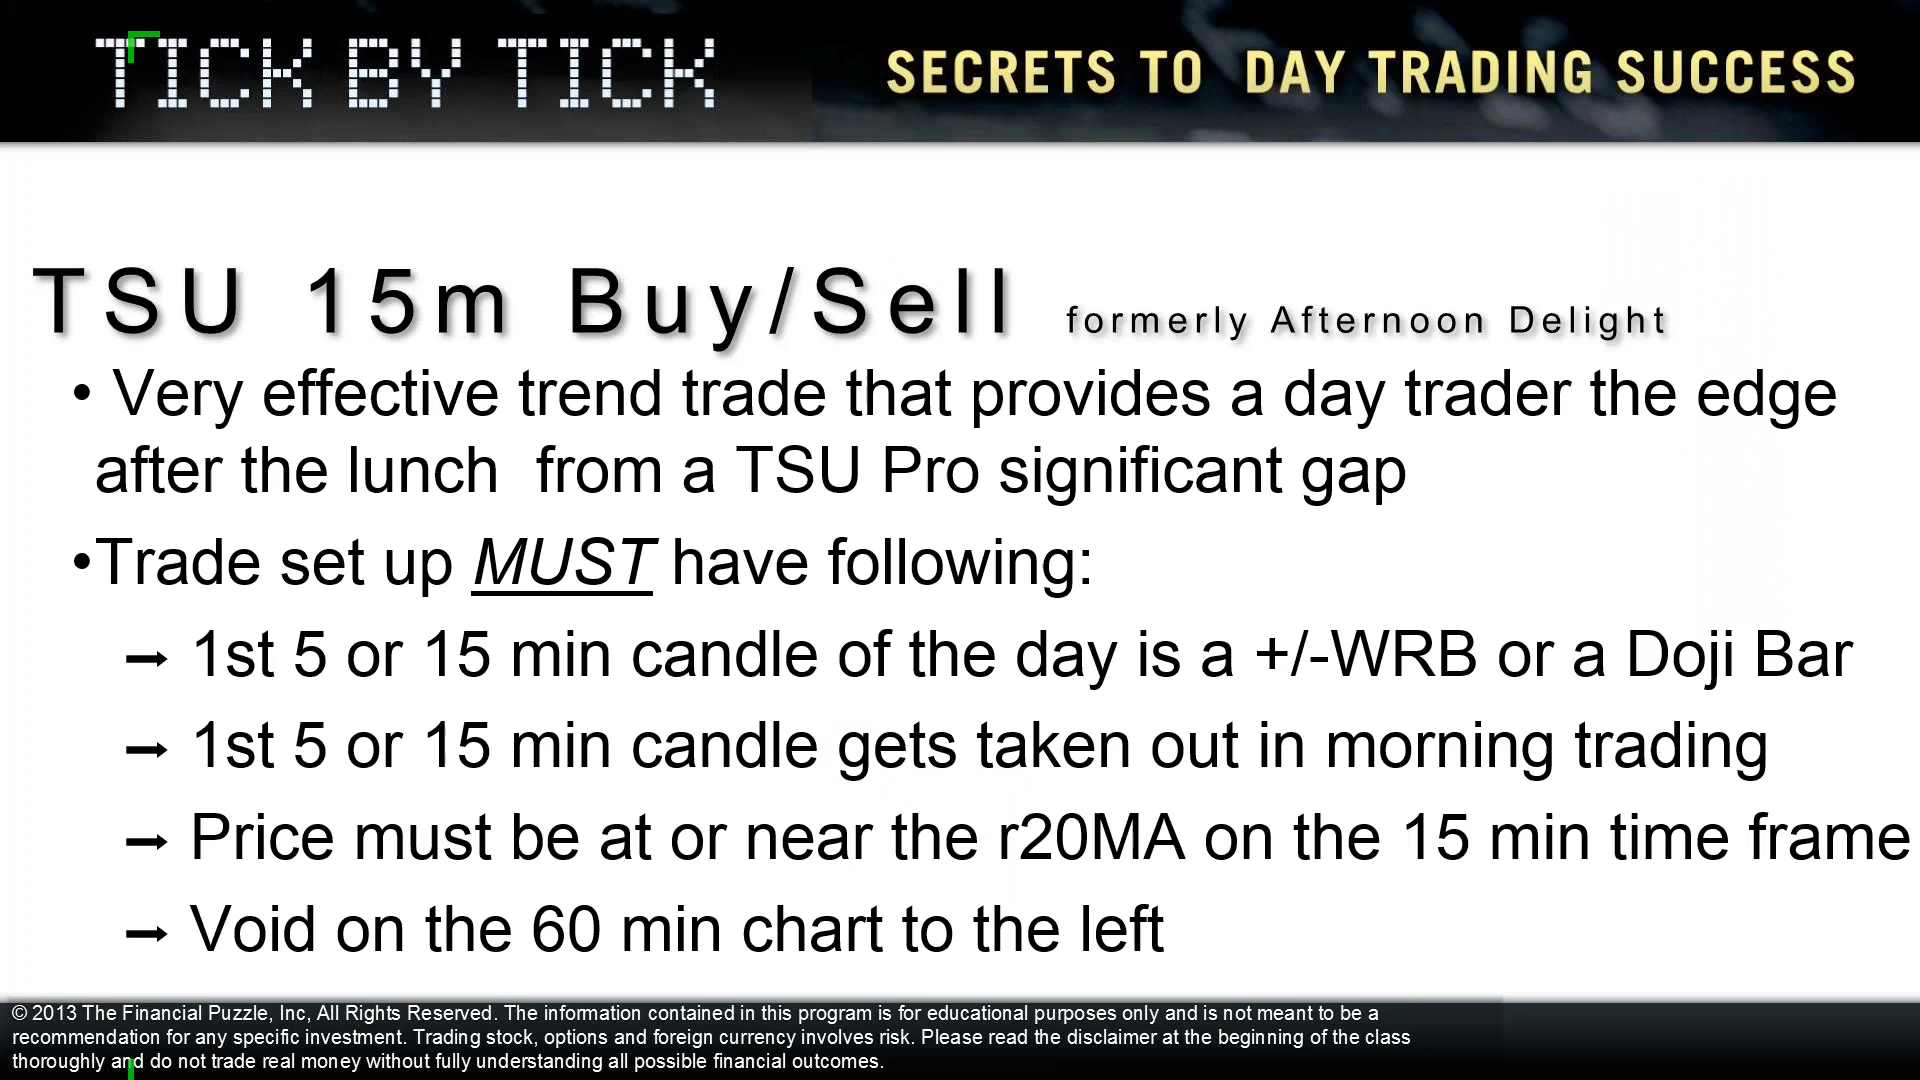 TICK BY TICK
SECRETS TO DAY TRADING SUCCESS
TSU 15m Buy/Sell formerly Afternoon Delight
• Very effective trend trade that provides a day trader the edge
after the lunch from a TSU Pro significant gap
•Trade set up MUST have following:
→ 1st 5 or 15 min candle of the day is a +/-WRB or a Doji Bar
→ 1st 5 or 15 min candle gets taken out in morning trading
→ Price must be at or near the r20MA on the 15 min time frame
→ Void on the 60 min chart to the left
© 2013 The Financial Puzzle, Inc, All Rights Reserved. The information contained in this program is for educational purposes only and is not meant to be a
recommendation for any specific investment. Trading stock, options and foreign currency involves risk. Please read the disclaimer at the beginning of the class
thoroughly and do not trade real money without fully understanding all possible financial outcomes.